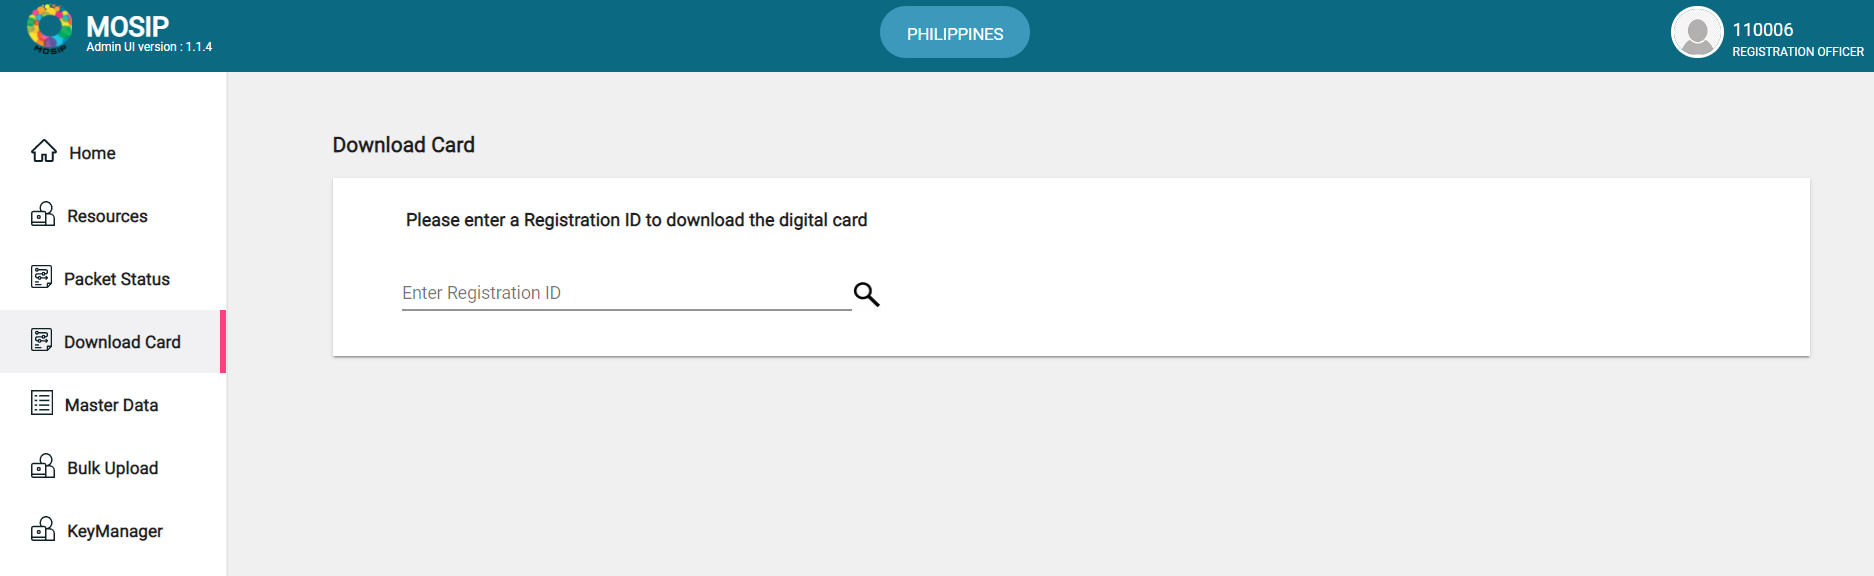 MOSIP
MOSIP
Admin UI version : 1.1.4
PHILIPPINES
110006
REGISTRATION OFFICER
Home
Resources
Packet Status
Download Card
Master Data
Bulk Upload
KeyManager
Download Card
Please enter a Registration ID to download the digital card
Enter Registration ID